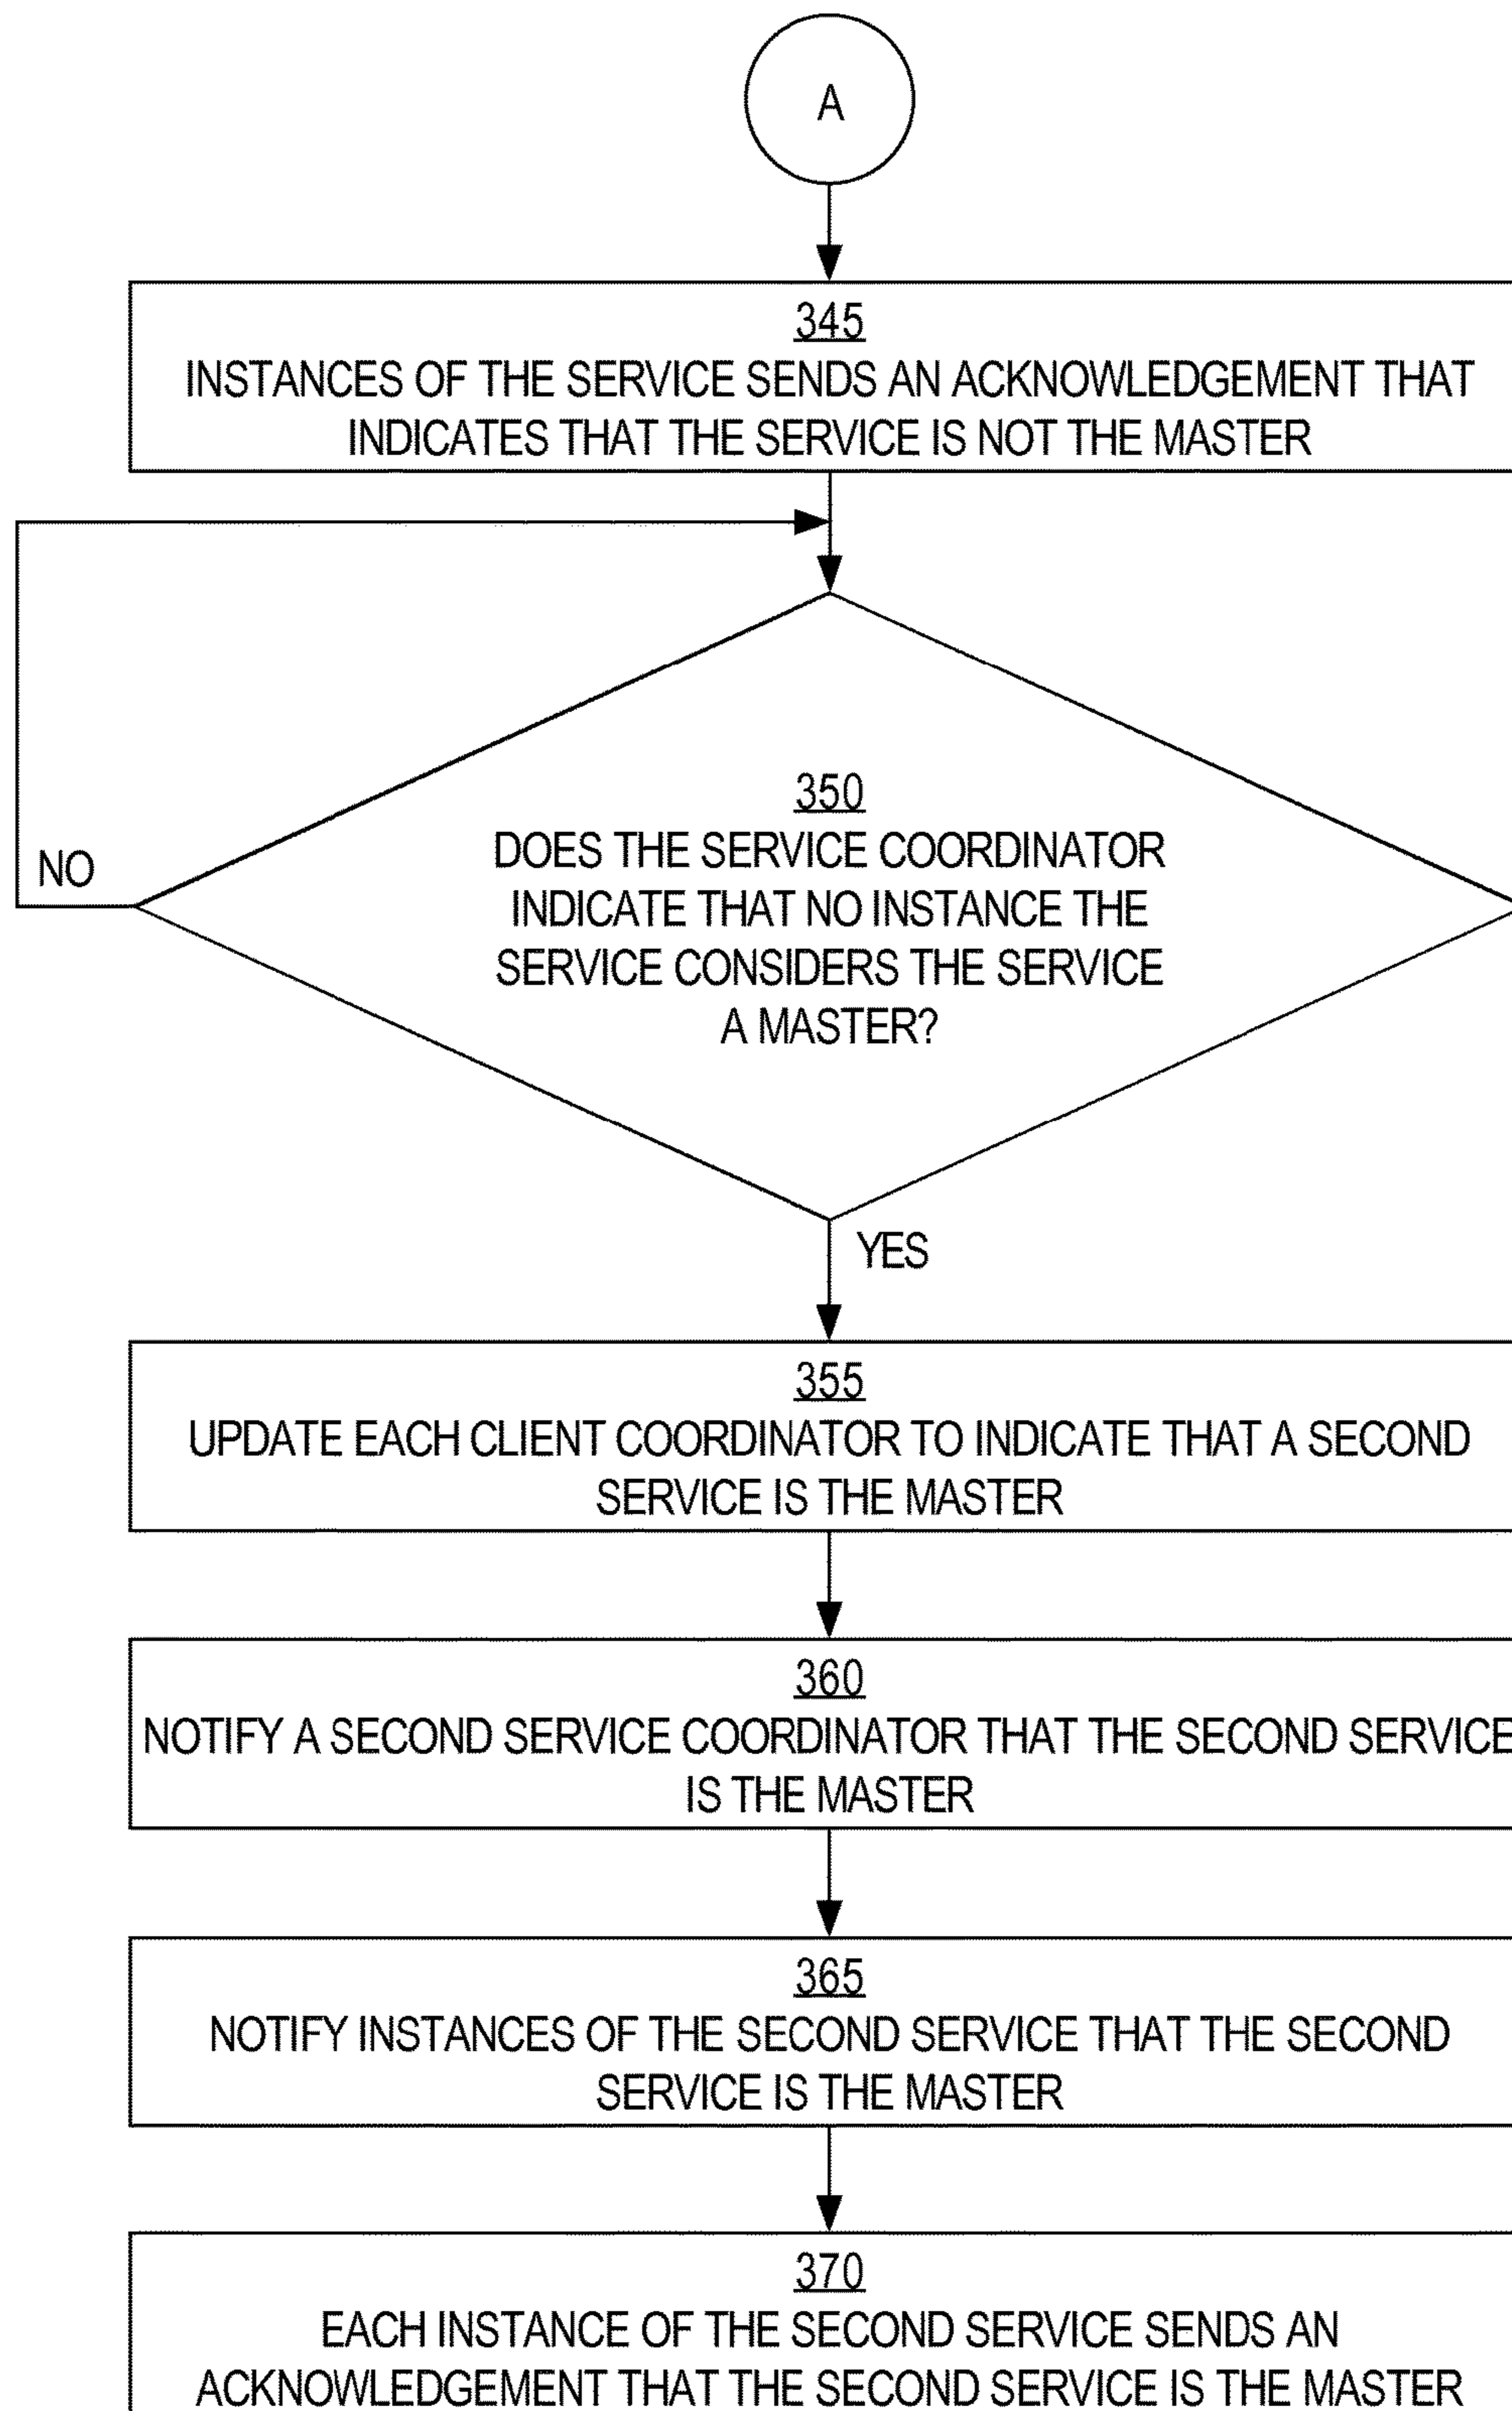 A
345
INSTANCES OF THE SERVICE SENDS AN ACKNOWLEDGEMENT THAT
INDICATES THAT THE SERVICE IS NOT THE MASTER
350
DOES THE SERVICE COORDINATOR
INDICATE THAT NO INSTANCE THE
SERVICE CONSIDERS THE SERVICE
A MASTER?
NO
YES
355
UPDATE EACH CLIENT COORDINATOR TO INDICATE THAT A SECOND
SERVICE IS THE MASTER
360
NOTIFY A SECOND SERVICE COORDINATOR THAT THE SECOND SERVICE
IS THE MASTER
365
NOTIFY INSTANCES OF THE SECOND SERVICE THAT THE SECOND
SERVICE IS THE MASTER
370
EACH INSTANCE OF THE SECOND SERVICE SENDS AN
ACKNOWLEDGEMENT THAT THE SECOND SERVICE IS THE MASTER